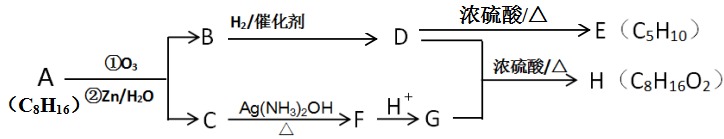 B H₂/催化剂 D 浓硫酸/△ E（C₅H₁₀）
A ①O₃ 浓硫酸/△ H（C₈H₁₆O₂）
（C₈H₁₆） ②Zn/H₂O
C Ag(NH₃)₂OH △ F H⁺ G